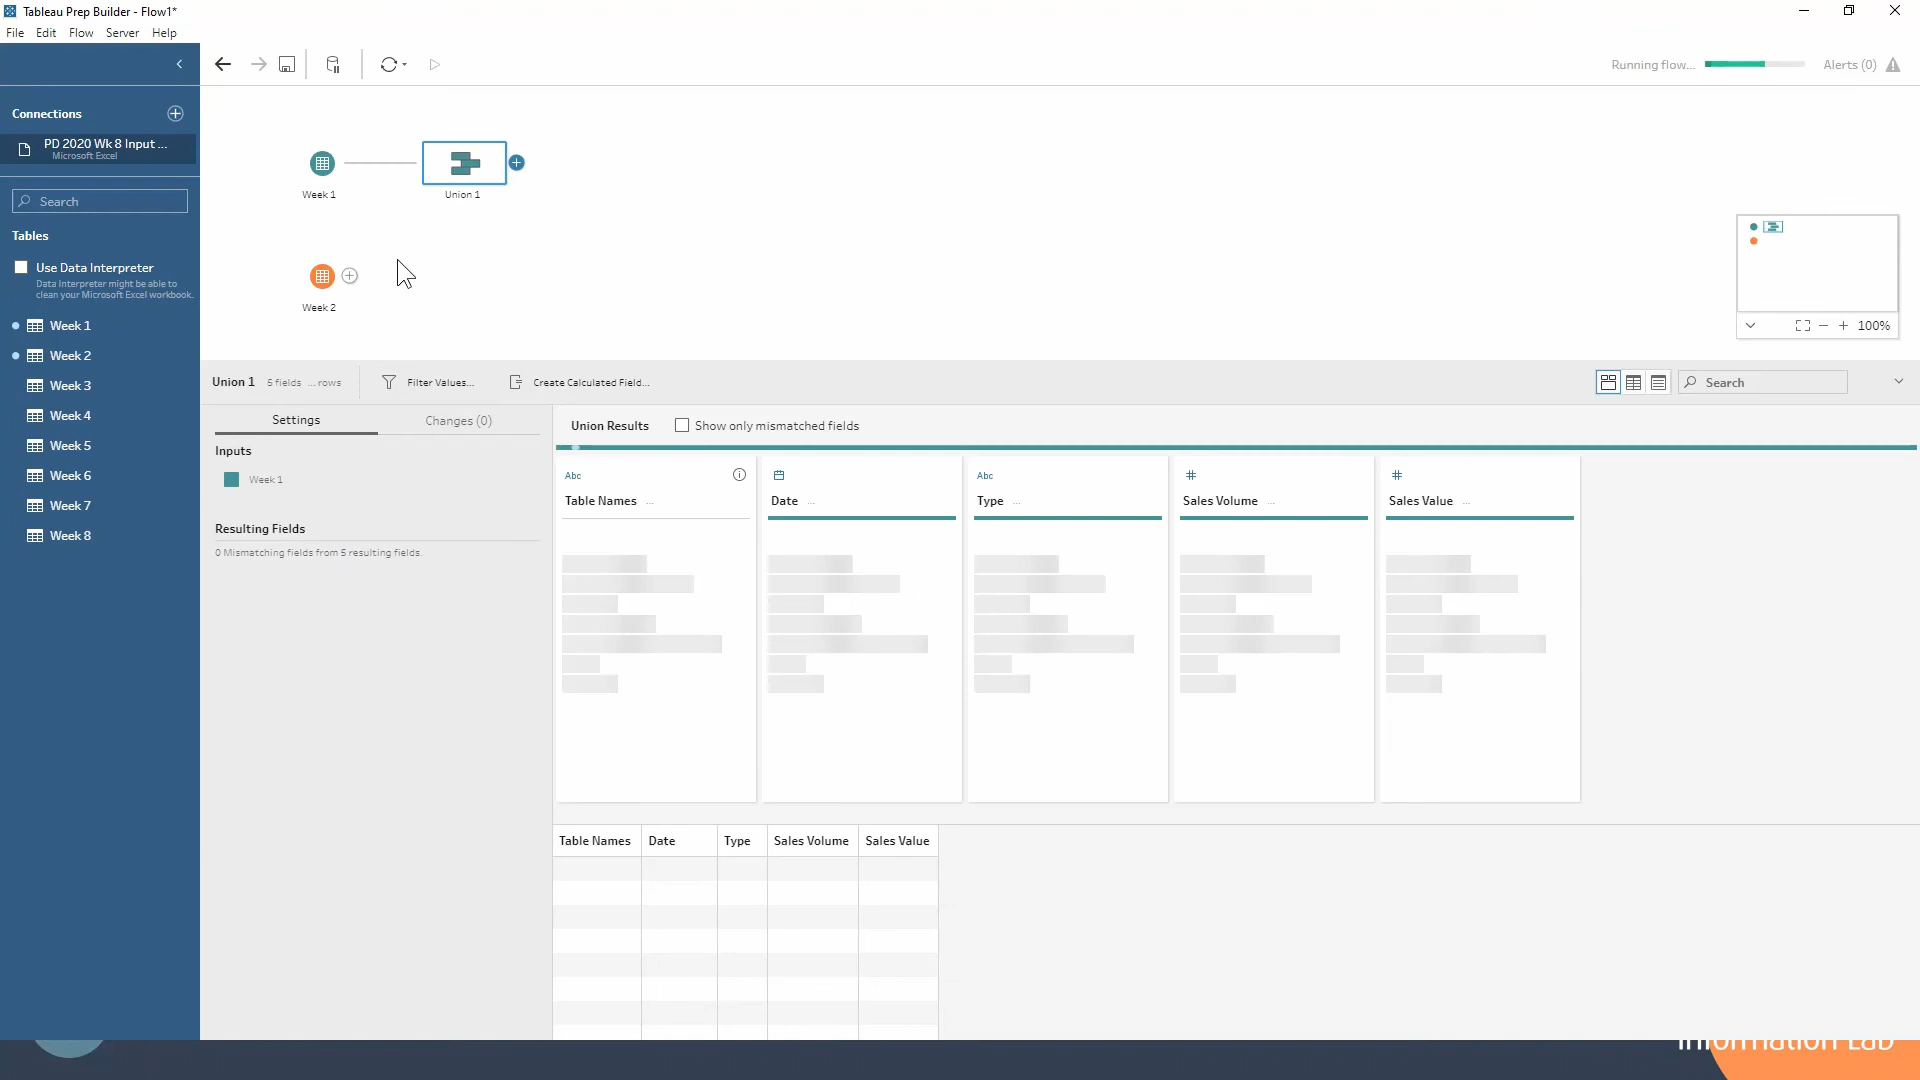 Tableau Prep Builder - Flow1*
File Edit Flow Server Help
Running flow...
Alerts (0)
Connections
PD 2020 Wk 8 Input ...
Microsoft Excel
Search
Tables
Use Data Interpreter
Data Interpreter might be able to
clean your Microsoft Excel workbook.
Week 1
Week 2
Week 3
Week 4
Week 5
Week 6
Week 7
Week 8
Week 1
Union 1
Week 2
100%
Union 1 5 fields ... rows
Filter Values...
Create Calculated Field...
Search
Settings
Changes (0)
Inputs
Week 1
Resulting Fields
0 Mismatching fields from 5 resulting fields.
Union Results
Show only mismatched fields
Abc
Table Names ...
Date ...
Abc
Type ...
#
Sales Volume ...
#
Sales Value ...
Table Names Date Type Sales Volume Sales Value
Information Lab